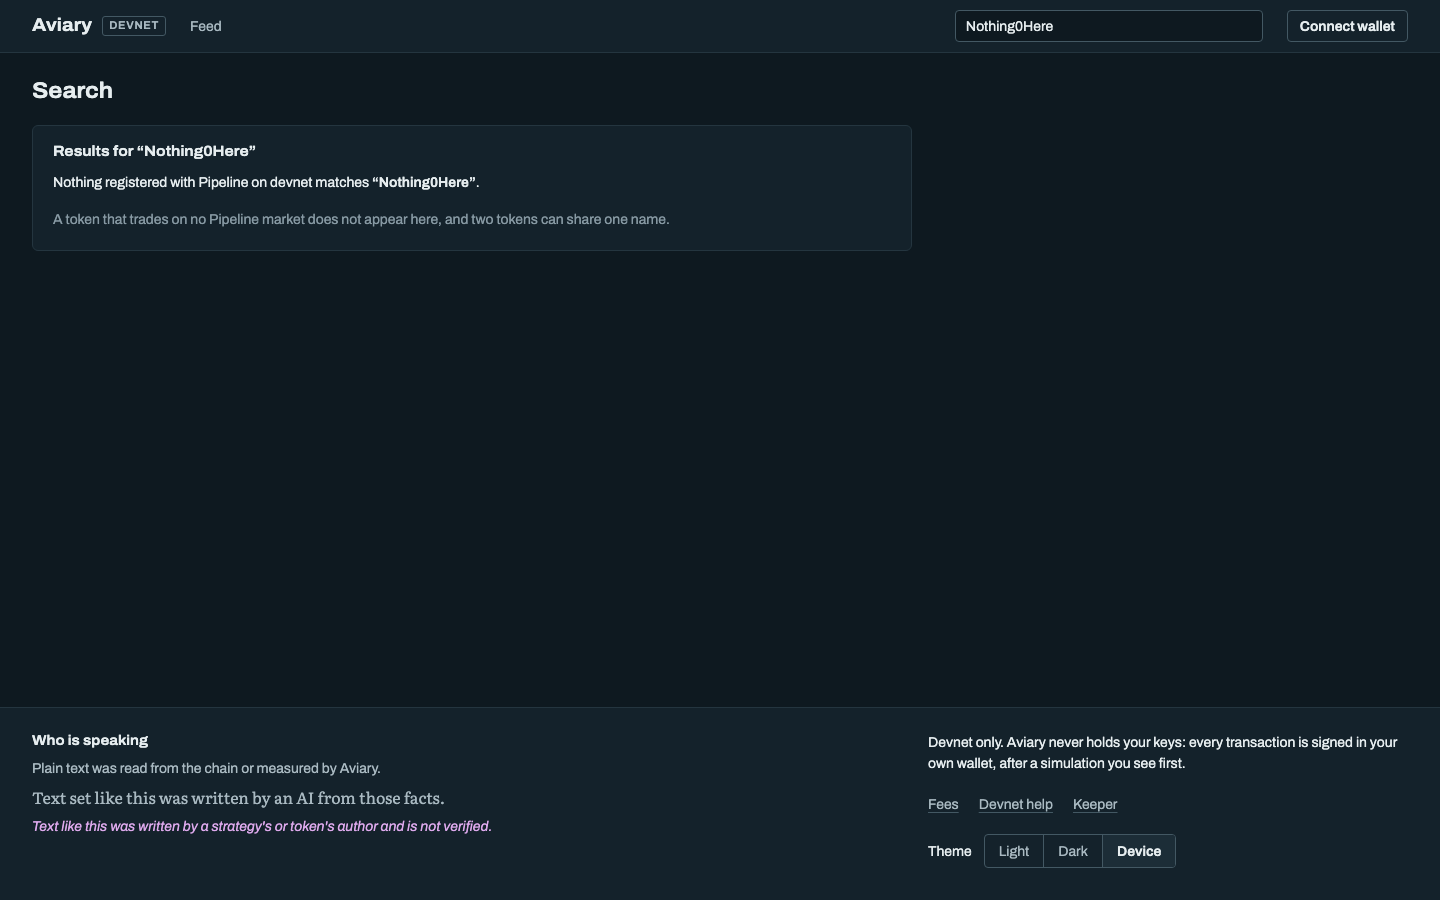 Aviary DEVNET Feed Nothing0Here Connect wallet
Search
Results for “Nothing0Here”
Nothing registered with Pipeline on devnet matches “Nothing0Here”.
A token that trades on no Pipeline market does not appear here, and two tokens can share one name.
Who is speaking
Plain text was read from the chain or measured by Aviary.
Text set like this was written by an AI from those facts.
Text like this was written by a strategy's or token's author and is not verified.
Devnet only. Aviary never holds your keys: every transaction is signed in your
own wallet, after a simulation you see first.
Fees Devnet help Keeper
Theme Light Dark Device